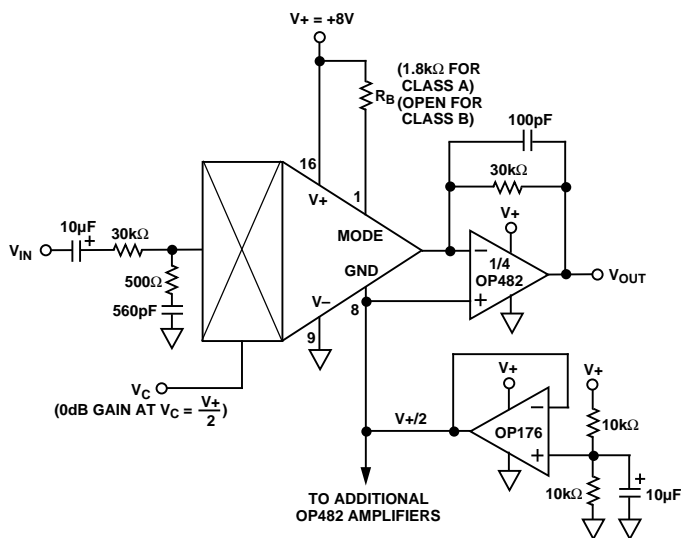 V+ = +8V
(1.8kΩ FOR
CLASS A)
(OPEN FOR
CLASS B)
RB
100pF
30kΩ
16
1
V+
MODE
10µF
+
30kΩ
VIN
500Ω
560pF
GND
V–
8
9
V+
–
1/4
OP482
+
VOUT
VC
(0dB GAIN AT VC = V+/2)
V+/2
V+
–
OP176
+
V+
10kΩ
10kΩ
+
10µF
TO ADDITIONAL
OP482 AMPLIFIERS